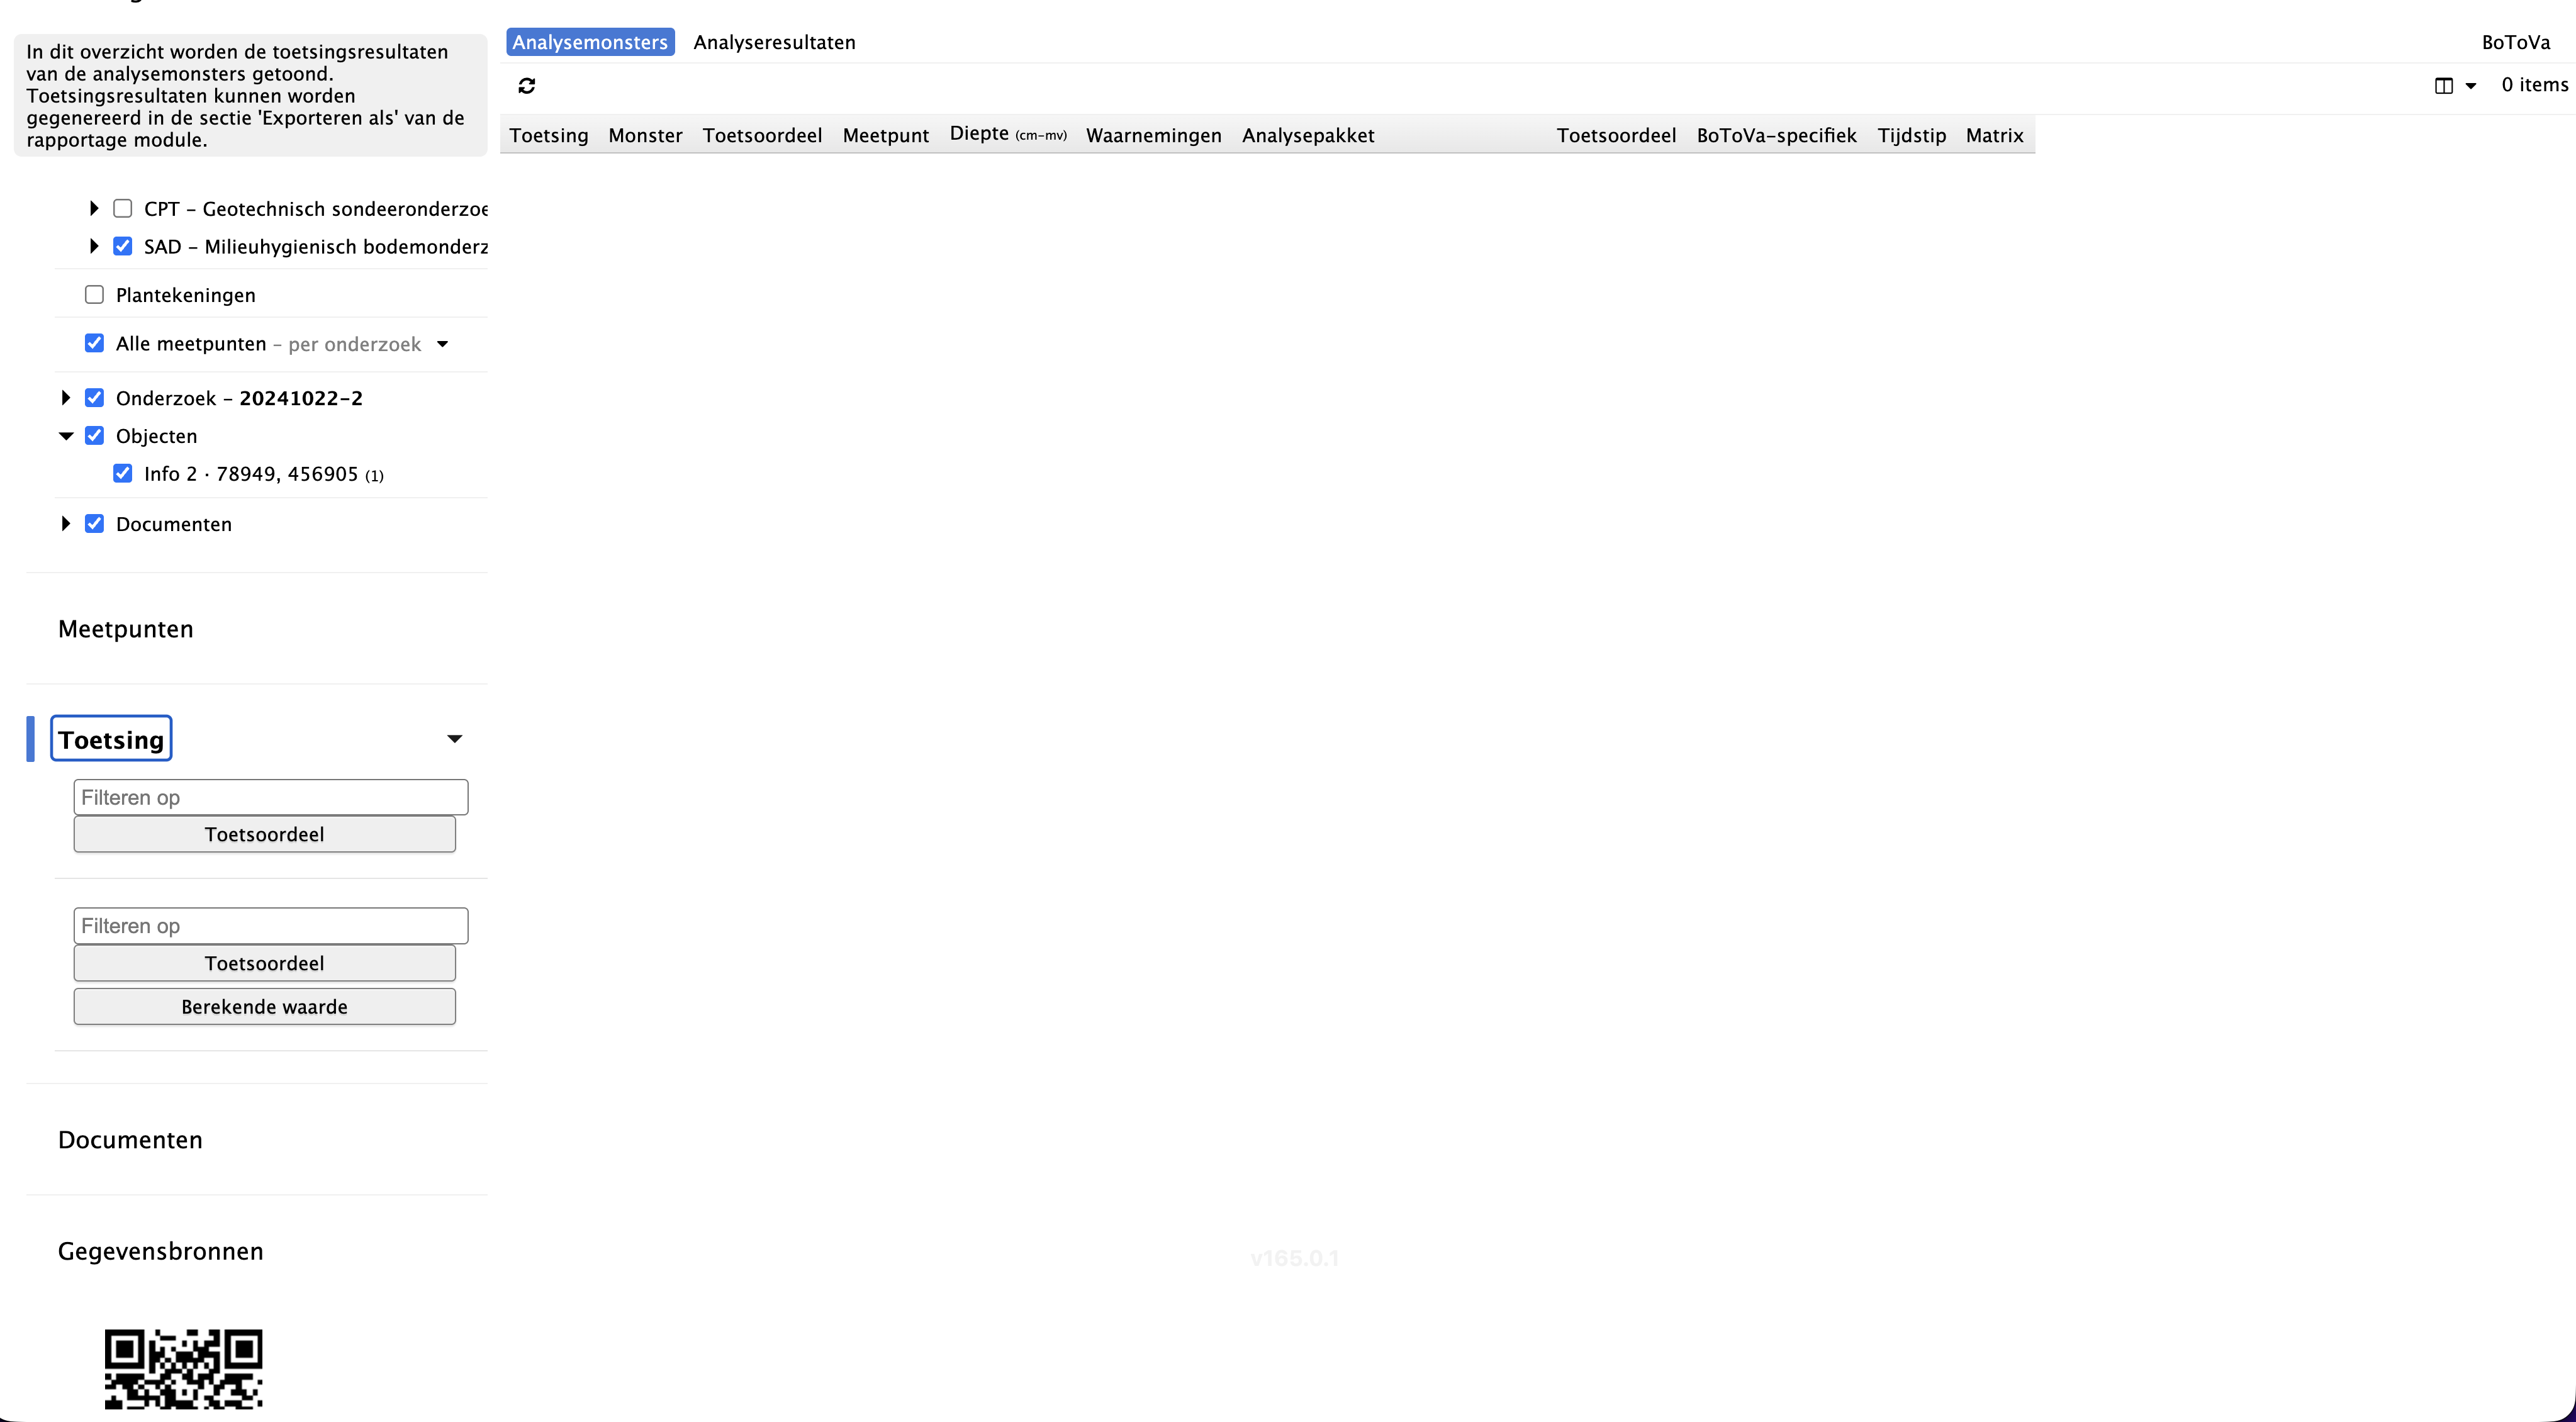 In dit overzicht worden de toetsingsresultaten
van de analysemonsters getoond.
Toetsingsresultaten kunnen worden
gegenereerd in de sectie 'Exporteren als' van de
rapportage module.
CPT – Geotechnisch sondeeronderzoe
SAD – Milieuhygienisch bodemonderz
Plantekeningen
Alle meetpunten – per onderzoek
Onderzoek – 20241022-2
Objecten
Info 2 · 78949, 456905 (1)
Documenten
Meetpunten
Toetsing
Filteren op
Toetsoordeel
Filteren op
Toetsoordeel
Berekende waarde
Documenten
Gegevensbronnen
Analysemonsters Analyseresultaten BoToVa
0 items
Toetsing Monster Toetsoordeel Meetpunt Diepte (cm-mv) Waarnemingen Analysepakket Toetsoordeel BoToVa-specifiek Tijdstip Matrix
v165.0.1